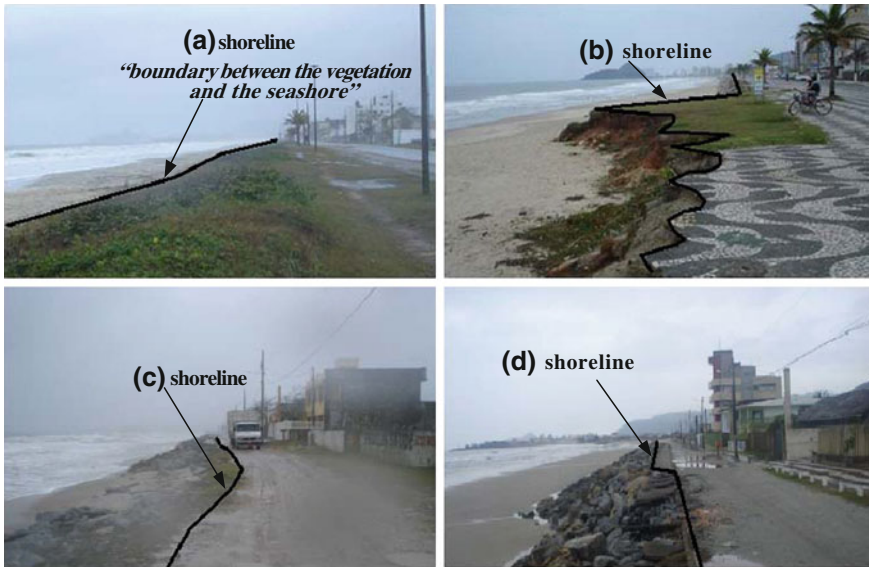 (a) shoreline
“boundary between the vegetation
and the seashore”
(b) shoreline
(c) shoreline
(d) shoreline